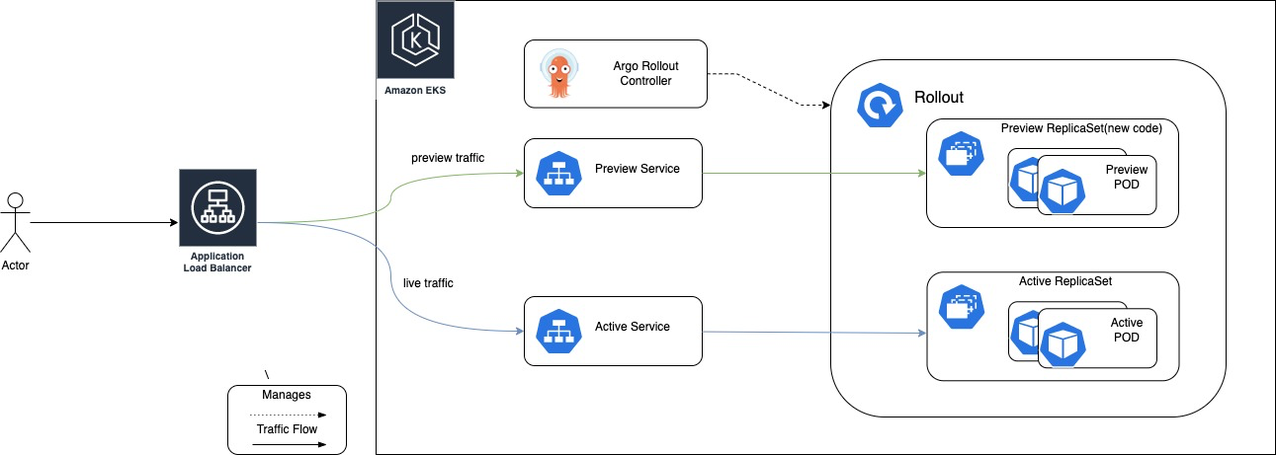 Amazon EKS
Argo Rollout
Controller
Rollout
Preview ReplicaSet(new code)
preview traffic
Preview Service
Preview
POD
Actor
Application
Load Balancer
live traffic
Active ReplicaSet
Active Service
Active
POD
\
Manages
Traffic Flow